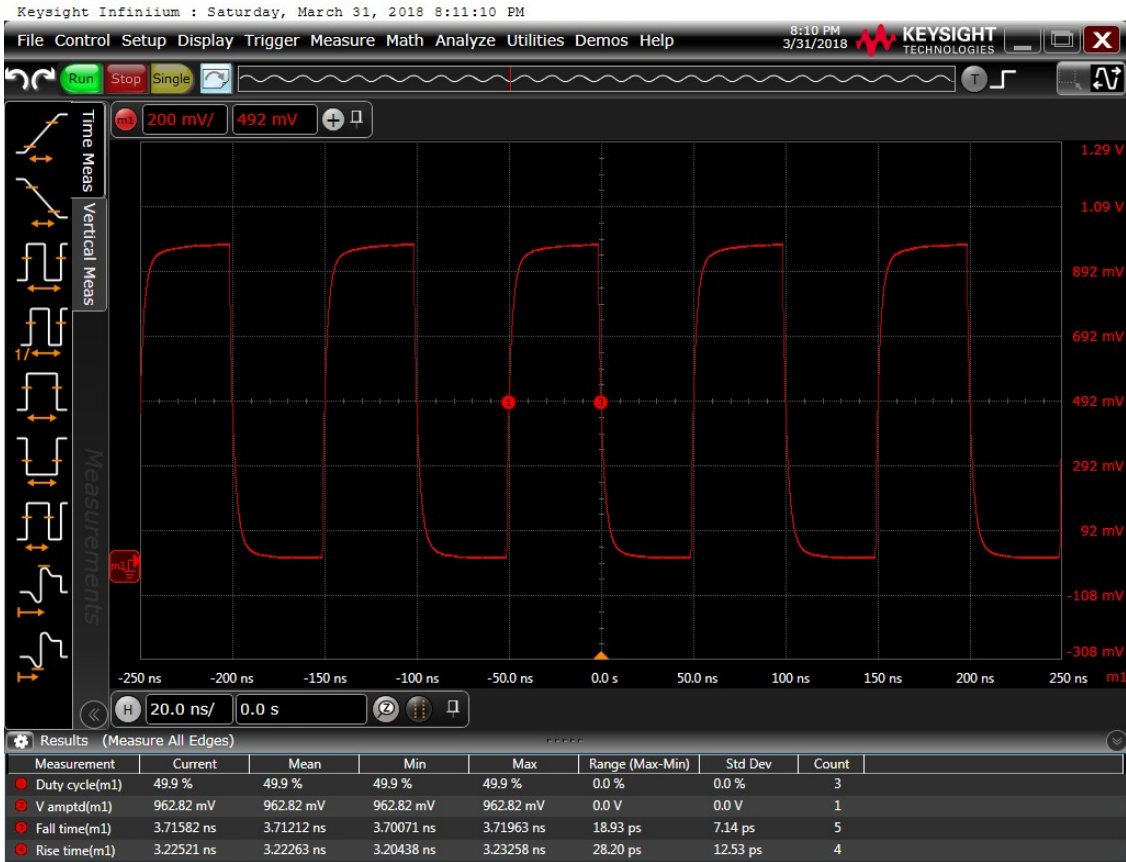 Keysight Infiniium : Saturday, March 31, 2018 8:11:10 PM
File Control Setup Display Trigger Measure Math Analyze Utilities Demos Help
8:10 PM
3/31/2018
KEYSIGHT
TECHNOLOGIES
Run Stop Single
T
Time Meas
Vertical Meas
Measurements
1/
m1 200 mV/ 492 mV
1.29 V
1.09 V
892 mV
692 mV
492 mV
292 mV
92 mV
-108 mV
-308 mV
1 3
m1
-250 ns -200 ns -150 ns -100 ns -50.0 ns 0.0 s 50.0 ns 100 ns 150 ns 200 ns 250 ns m1
H 20.0 ns/ 0.0 s
Z
Results (Measure All Edges)
Measurement Current Mean Min Max Range (Max-Min) Std Dev Count
1 Duty cycle(m1) 49.9 % 49.9 % 49.9 % 49.9 % 0.0 % 0.0 % 3
2 V amptd(m1) 962.82 mV 962.82 mV 962.82 mV 962.82 mV 0.0 V 0.0 V 1
3 Fall time(m1) 3.71582 ns 3.71212 ns 3.70071 ns 3.71963 ns 18.93 ps 7.14 ps 5
4 Rise time(m1) 3.22521 ns 3.22263 ns 3.20438 ns 3.23258 ns 28.20 ps 12.53 ps 4